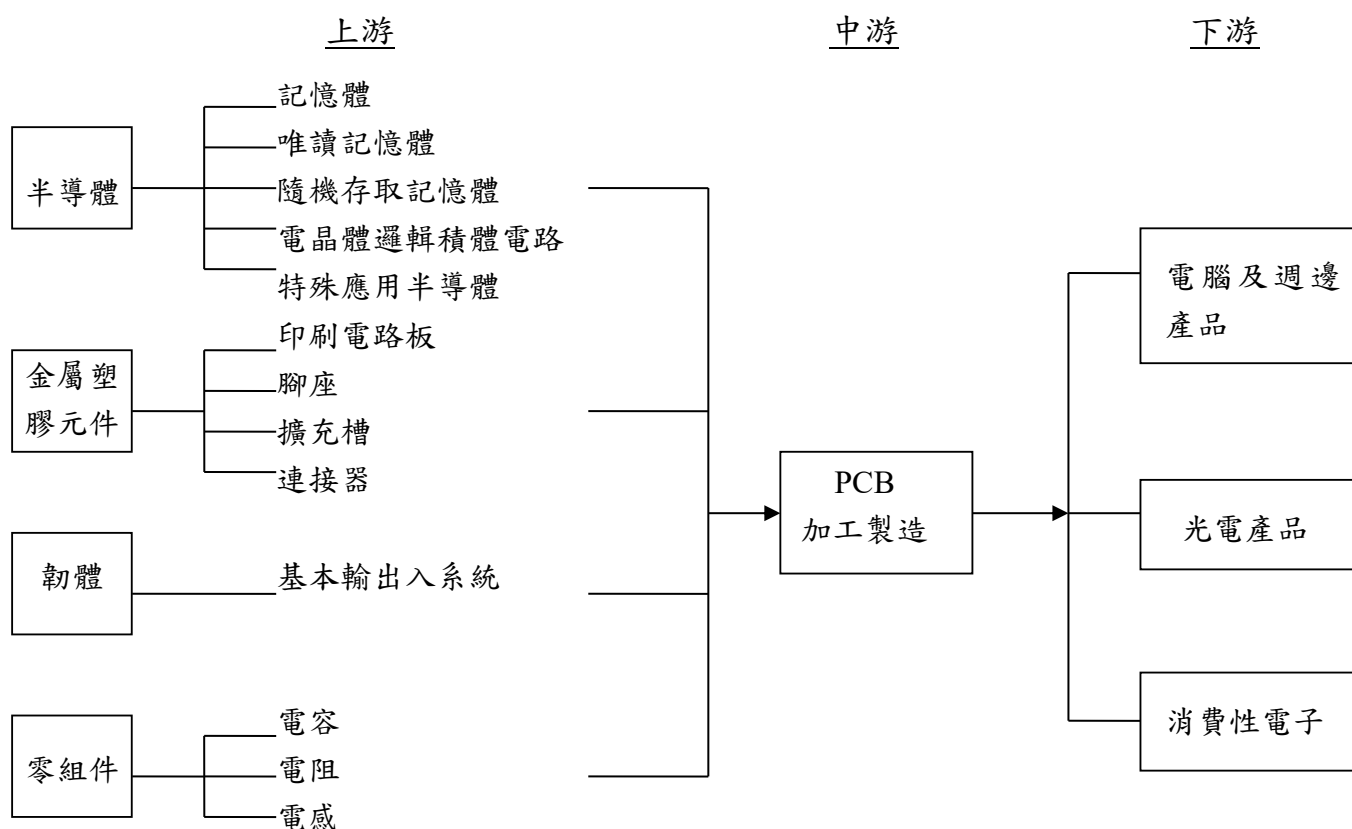 上游
中游
下游
半導體
記憶體
唯讀記憶體
隨機存取記憶體
電晶體邏輯積體電路
特殊應用半導體
金屬塑
膠元件
印刷電路板
腳座
擴充槽
連接器
韌體
基本輸出入系統
零組件
電容
電阻
電感
PCB
加工製造
電腦及週邊
產品
光電產品
消費性電子